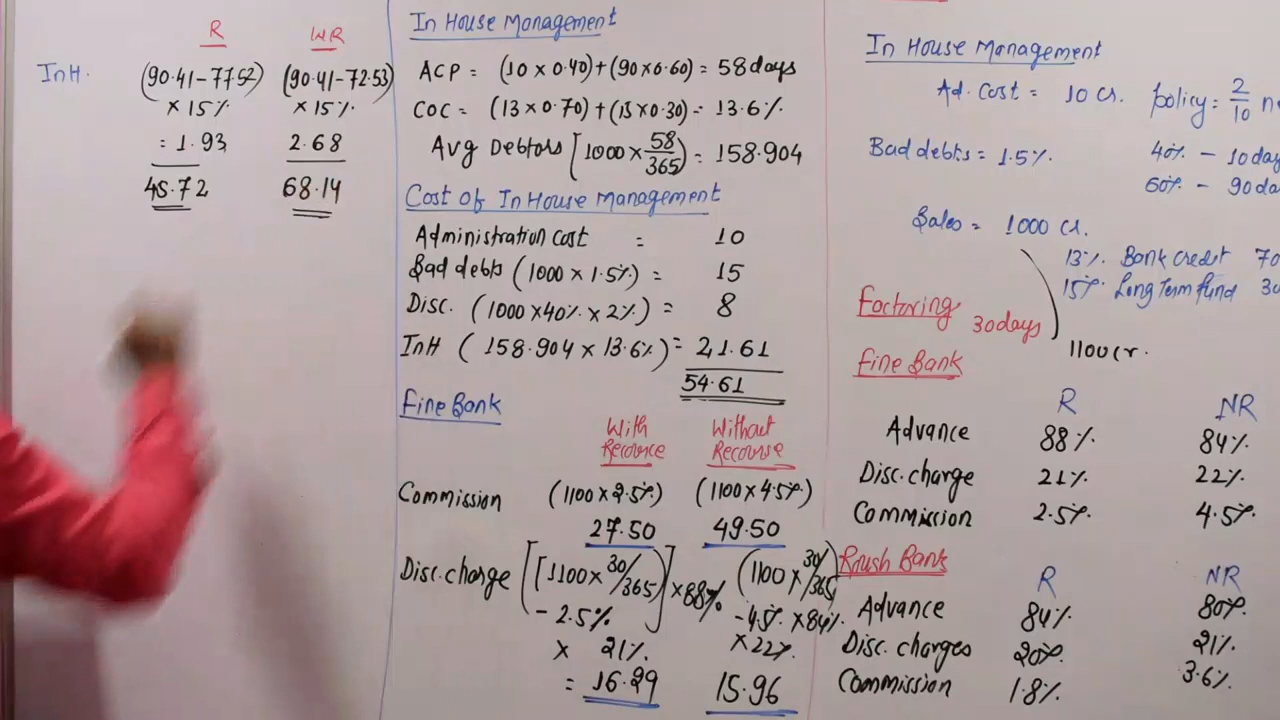 R WR
InH. (90.41-77.52) (90.41-72.53)
× 15% × 15%
= 1.93 2.68
45.72 68.14
In House Management
ACP = (10 × 0.40)+(90×0.60) = 58 days
COC = (13 × 0.70) + (15 × 0.30) = 13.6%
Avg Debtors [1000 × 58/365) = 158.904
Cost of In House Management
Administration Cost = 10
Bad debts (1000 × 1.5%) = 15
Disc. (1000 ×40% × 2%) = 8
InH ( 158.904 × 13.6%) = 21.61
54.61
Fine Bank
With Recource Without Recourse
Commission (1100×2.5%) (1100×4.5%)
27.50 49.50
Disc. charge [[1100× 30/365) - 2.5%] ×88% (1100 × 30/365) -4.5% ×84%
× 21% ×22%
= 16.29 15.96
In House Management
Ad. Cost = 10 Cr. policy = 2/10 n
Bad debts = 1.5% 40% - 10 day
60% - 90 da
Sales = 1000 Cr.
13% Bank credit 70
15% Long Term fund 30
Factoring 30 days
1100 cr.
Fine Bank
R NR
Advance 88% 84%
Disc. charge 21% 22%
Commission 2.5% 4.5%
Roush Bank
R NR
Advance 84% 80%
Disc. charges 20% 21%
Commission 1.8% 3.6%